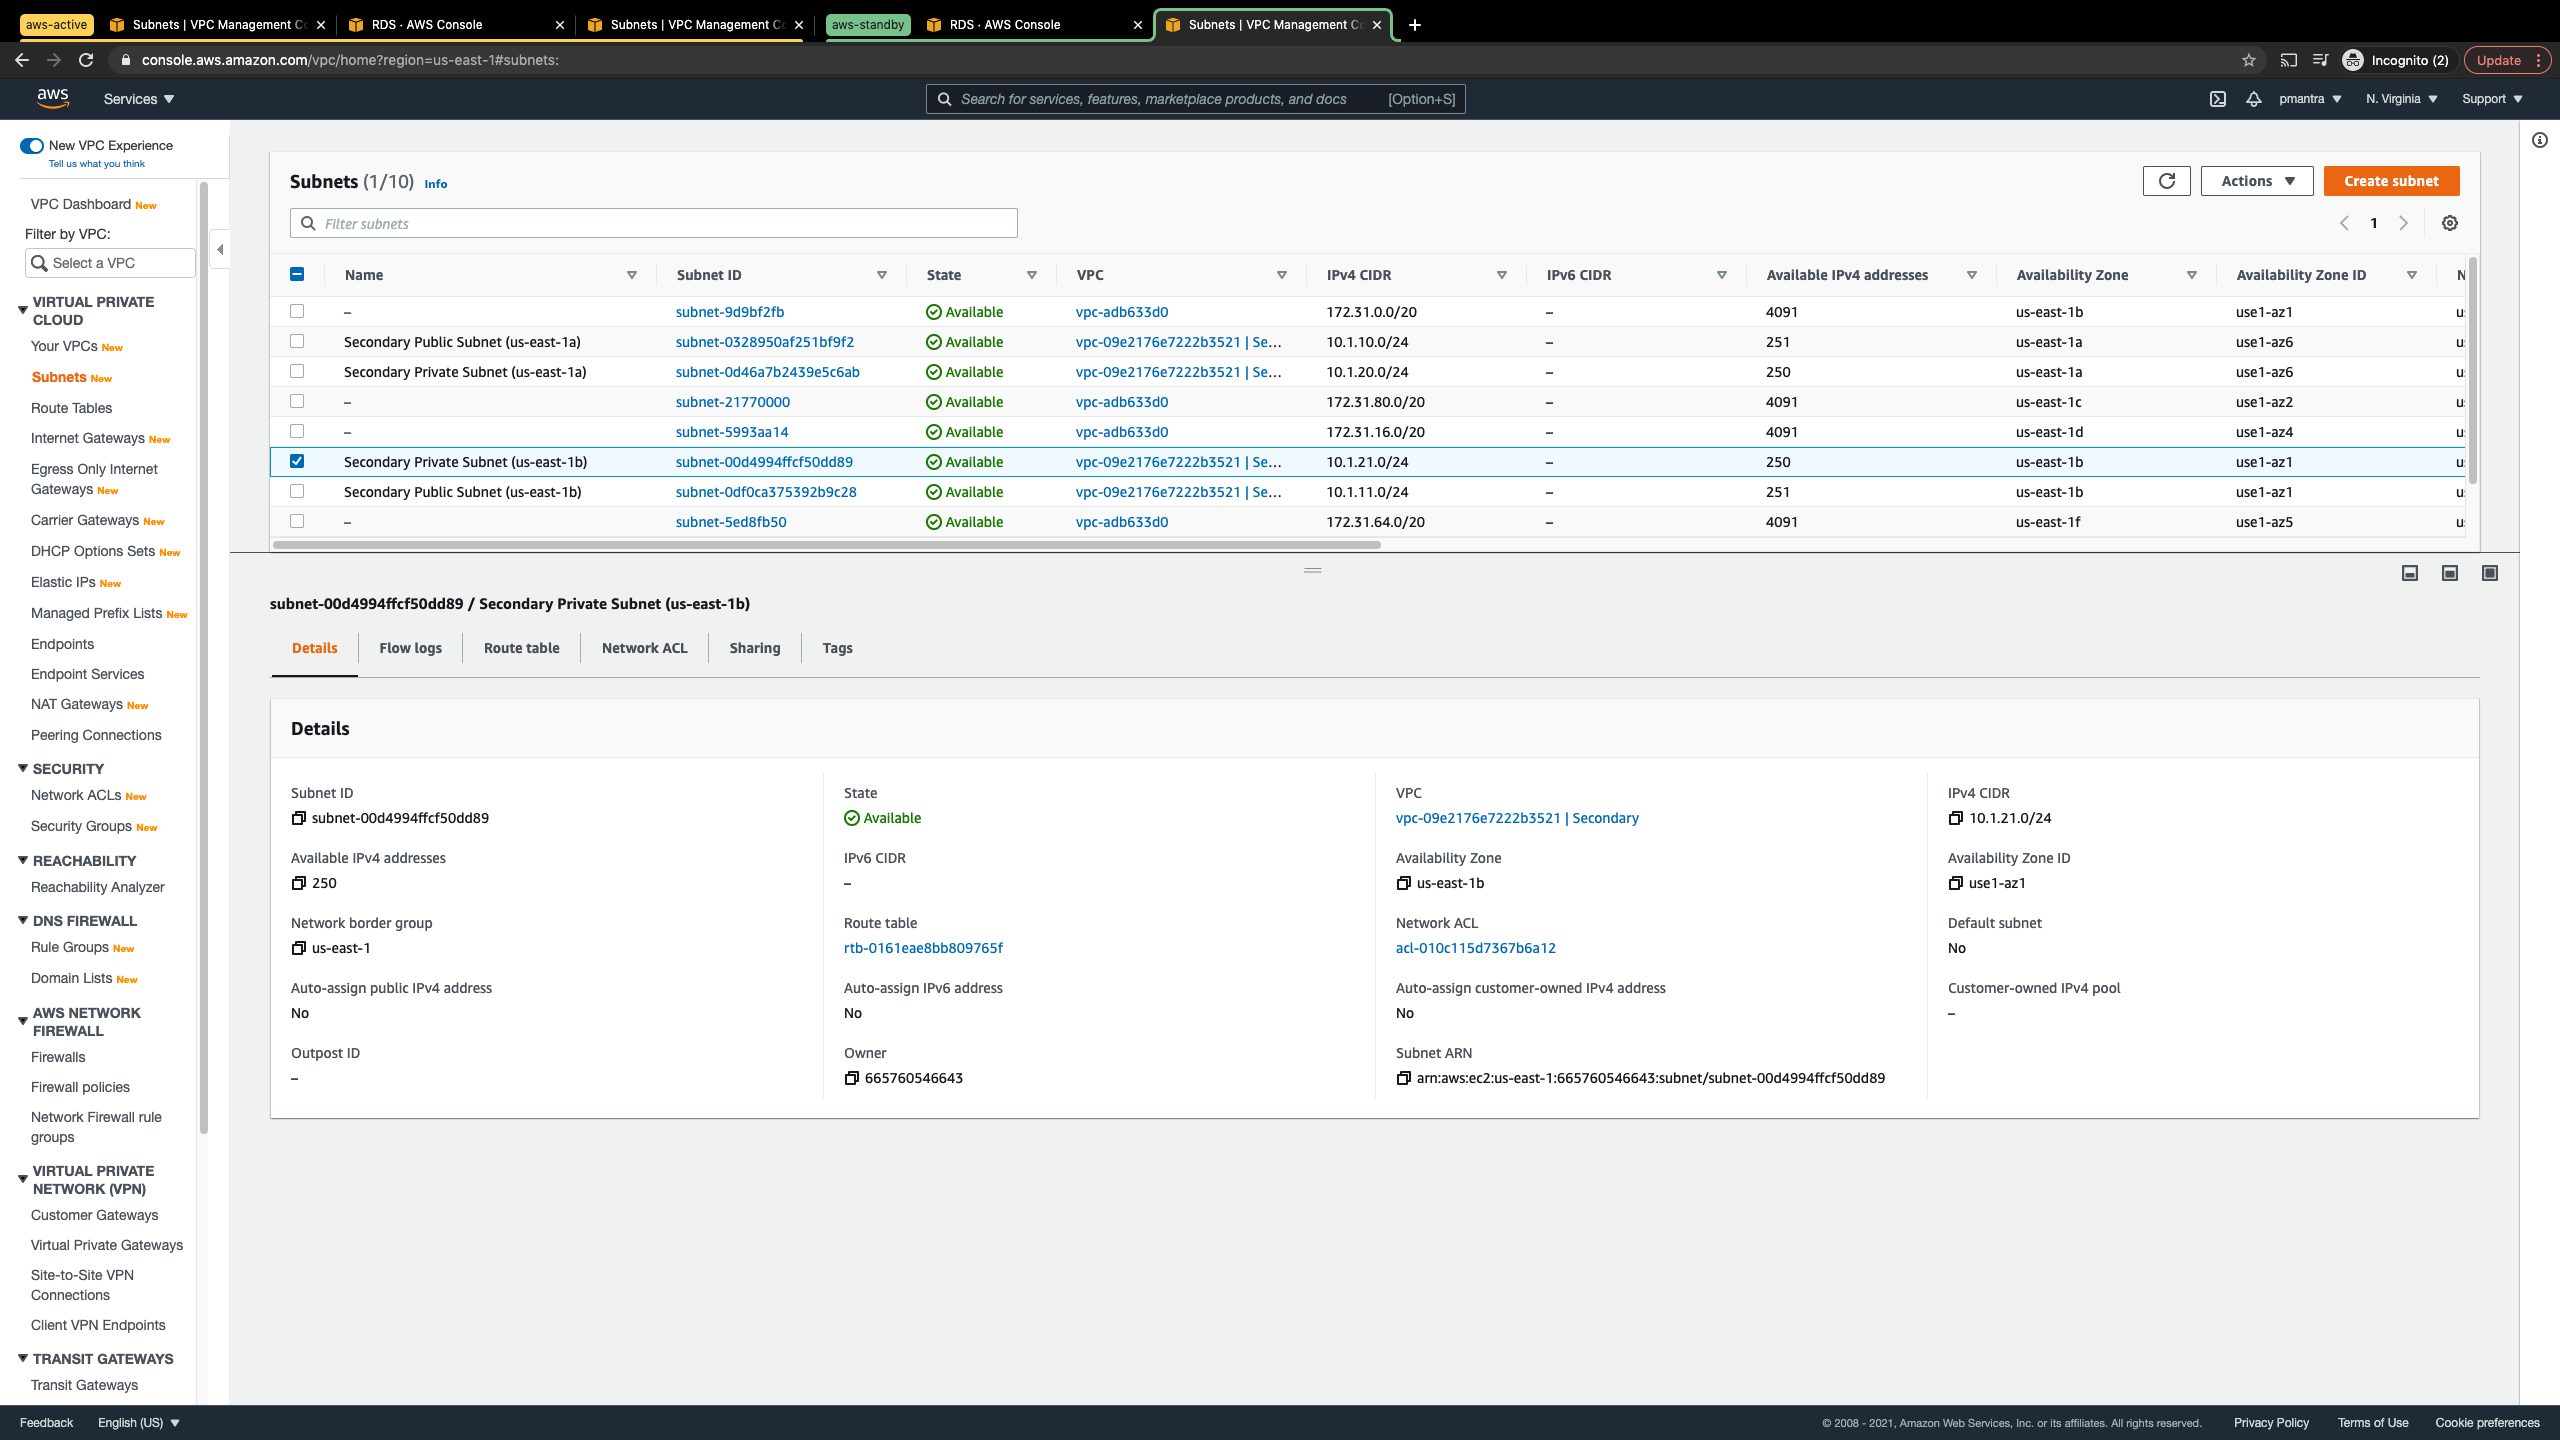 aws-active
Subnets | VPC Management C
RDS · AWS Console
Subnets | VPC Management C
aws-standby
RDS · AWS Console
Subnets | VPC Management C
console.aws.amazon.com/vpc/home?region=us-east-1#subnets:
Incognito (2)
Update
aws
Services
Search for services, features, marketplace products, and docs [Option+S]
pmantra
N. Virginia
Support
New VPC Experience
Tell us what you think
VPC Dashboard New
Filter by VPC:
Select a VPC
VIRTUAL PRIVATE
CLOUD
Your VPCs New
Subnets New
Route Tables
Internet Gateways New
Egress Only Internet
Gateways New
Carrier Gateways New
DHCP Options Sets New
Elastic IPs New
Managed Prefix Lists New
Endpoints
Endpoint Services
NAT Gateways New
Peering Connections
SECURITY
Network ACLs New
Security Groups New
REACHABILITY
Reachability Analyzer
DNS FIREWALL
Rule Groups New
Domain Lists New
AWS NETWORK
FIREWALL
Firewalls
Firewall policies
Network Firewall rule
groups
VIRTUAL PRIVATE
NETWORK (VPN)
Customer Gateways
Virtual Private Gateways
Site-to-Site VPN
Connections
Client VPN Endpoints
TRANSIT GATEWAYS
Transit Gateways
Subnets (1/10) Info
Actions
Create subnet
Filter subnets
1
Name Subnet ID State VPC IPv4 CIDR IPv6 CIDR Available IPv4 addresses Availability Zone Availability Zone ID N
– subnet-9d9bf2fb Available vpc-adb633d0 172.31.0.0/20 – 4091 us-east-1b use1-az1 u
Secondary Public Subnet (us-east-1a) subnet-0328950af251bf9f2 Available vpc-09e2176e7222b3521 | Se... 10.1.10.0/24 – 251 us-east-1a use1-az6 u
Secondary Private Subnet (us-east-1a) subnet-0d46a7b2439e5c6ab Available vpc-09e2176e7222b3521 | Se... 10.1.20.0/24 – 250 us-east-1a use1-az6 u
– subnet-21770000 Available vpc-adb633d0 172.31.80.0/20 – 4091 us-east-1c use1-az2 u
– subnet-5993aa14 Available vpc-adb633d0 172.31.16.0/20 – 4091 us-east-1d use1-az4 u
Secondary Private Subnet (us-east-1b) subnet-00d4994ffcf50dd89 Available vpc-09e2176e7222b3521 | Se... 10.1.21.0/24 – 250 us-east-1b use1-az1 u
Secondary Public Subnet (us-east-1b) subnet-0df0ca375392b9c28 Available vpc-09e2176e7222b3521 | Se... 10.1.11.0/24 – 251 us-east-1b use1-az1 u
– subnet-5ed8fb50 Available vpc-adb633d0 172.31.64.0/20 – 4091 us-east-1f use1-az5 u
subnet-00d4994ffcf50dd89 / Secondary Private Subnet (us-east-1b)
Details Flow logs Route table Network ACL Sharing Tags
Details
Subnet ID State VPC IPv4 CIDR
subnet-00d4994ffcf50dd89 Available vpc-09e2176e7222b3521 | Secondary 10.1.21.0/24
Available IPv4 addresses IPv6 CIDR Availability Zone Availability Zone ID
250 – us-east-1b use1-az1
Network border group Route table Network ACL Default subnet
us-east-1 rtb-0161eae8bb809765f acl-010c115d7367b6a12 No
Auto-assign public IPv4 address Auto-assign IPv6 address Auto-assign customer-owned IPv4 address Customer-owned IPv4 pool
No No No –
Outpost ID Owner Subnet ARN
– 665760546643 arn:aws:ec2:us-east-1:665760546643:subnet/subnet-00d4994ffcf50dd89
Feedback English (US) © 2008 - 2021, Amazon Web Services, Inc. or its affiliates. All rights reserved. Privacy Policy Terms of Use Cookie preferences